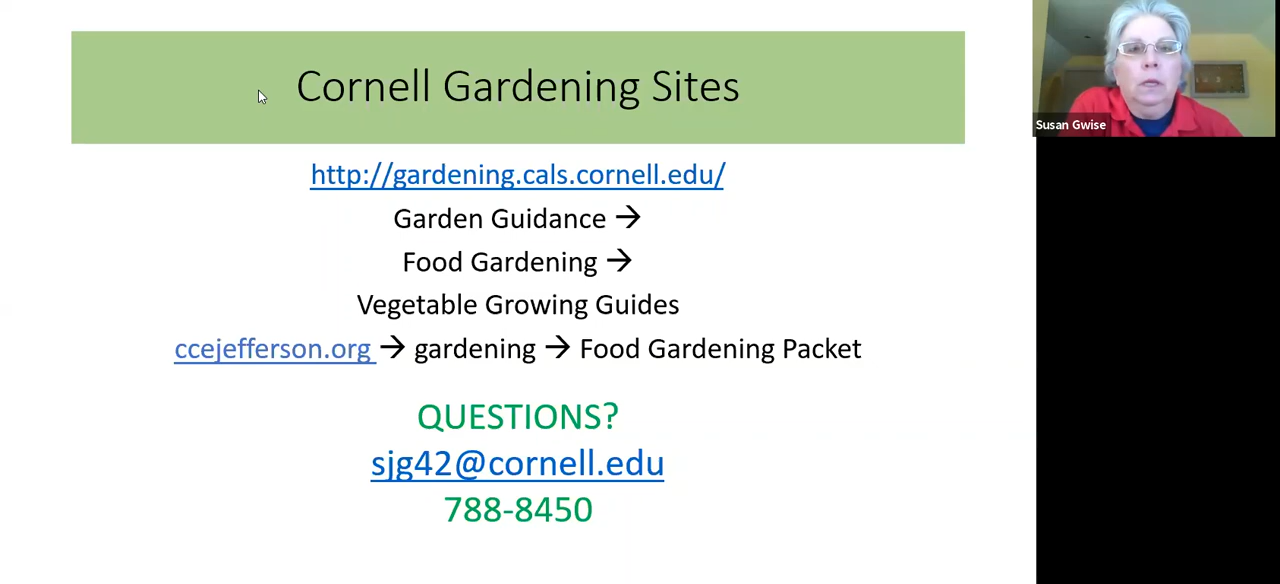 Cornell Gardening Sites
http://gardening.cals.cornell.edu/
Garden Guidance →
Food Gardening →
Vegetable Growing Guides
ccejefferson.org → gardening → Food Gardening Packet
QUESTIONS?
sjg42@cornell.edu
788-8450
Susan Gwise